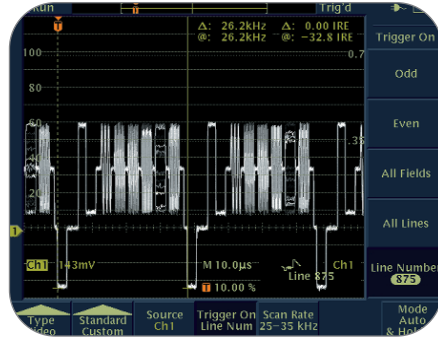 Run Trig'd
Δ: 26.2kHz Δ: 0.00 IRE
@: 26.2kHz @: −32.8 IRE
100
0.7
80
60
.35
20
1
Ch1 143mV M 10.0µs Line 875 Ch1
10.00 %
Trigger On
Odd
Even
All Fields
All Lines
Line Number
875
Type Video
Standard Custom
Source Ch1
Trigger On Line Num
Scan Rate 25–35 kHz
Mode Auto & Hold